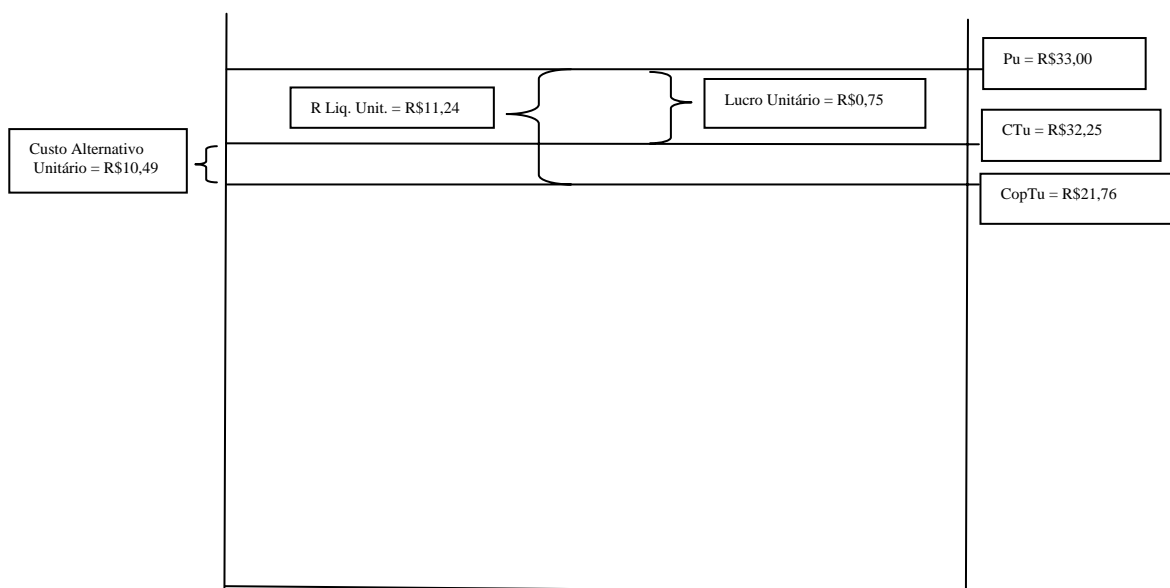 Pu = R$33,00
R Liq. Unit. = R$11,24
Lucro Unitário = R$0,75
CTu = R$32,25
Custo Alternativo
Unitário = R$10,49
CopTu = R$21,76